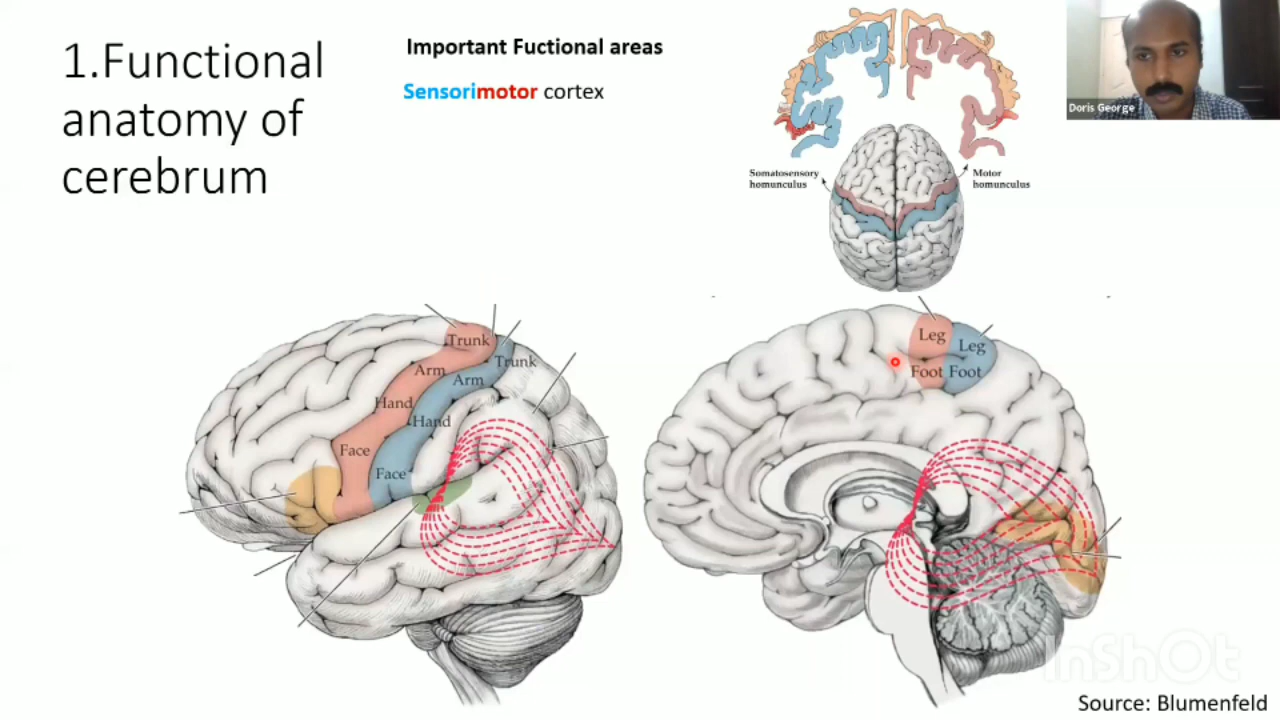 1.Functional
anatomy of
cerebrum
Important Fuctional areas
Sensorimotor cortex
Somatosensory
homunculus
Motor
homunculus
Doris George
Trunk
Trunk
Arm
Arm
Hand
Hand
Face
Face
Leg
Leg
Foot
Foot
InShOt
Source: Blumenfeld